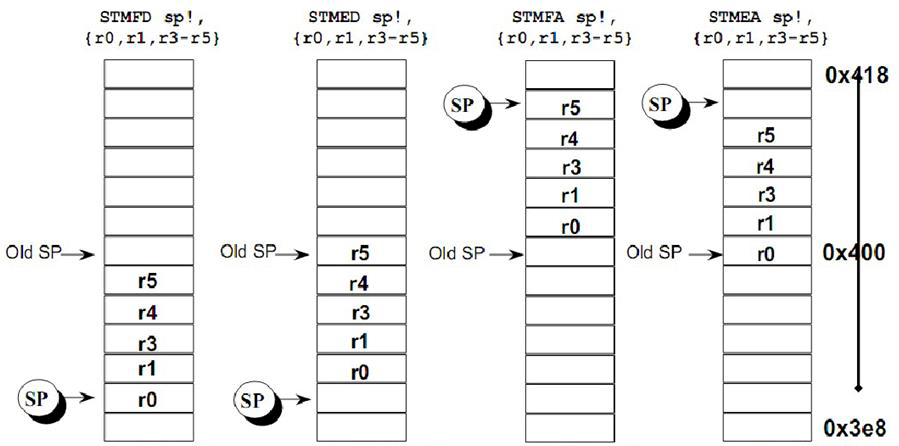 STMFD sp!,
{r0,r1,r3-r5}
STMED sp!,
{r0,r1,r3-r5}
STMFA sp!,
{r0,r1,r3-r5}
STMEA sp!,
{r0,r1,r3-r5}
Old SP
r5
r4
r3
r1
r0
SP
Old SP
r5
r4
r3
r1
r0
SP
SP
r5
r4
r3
r1
r0
Old SP
SP
r5
r4
r3
r1
r0
Old SP
0x418
0x400
0x3e8